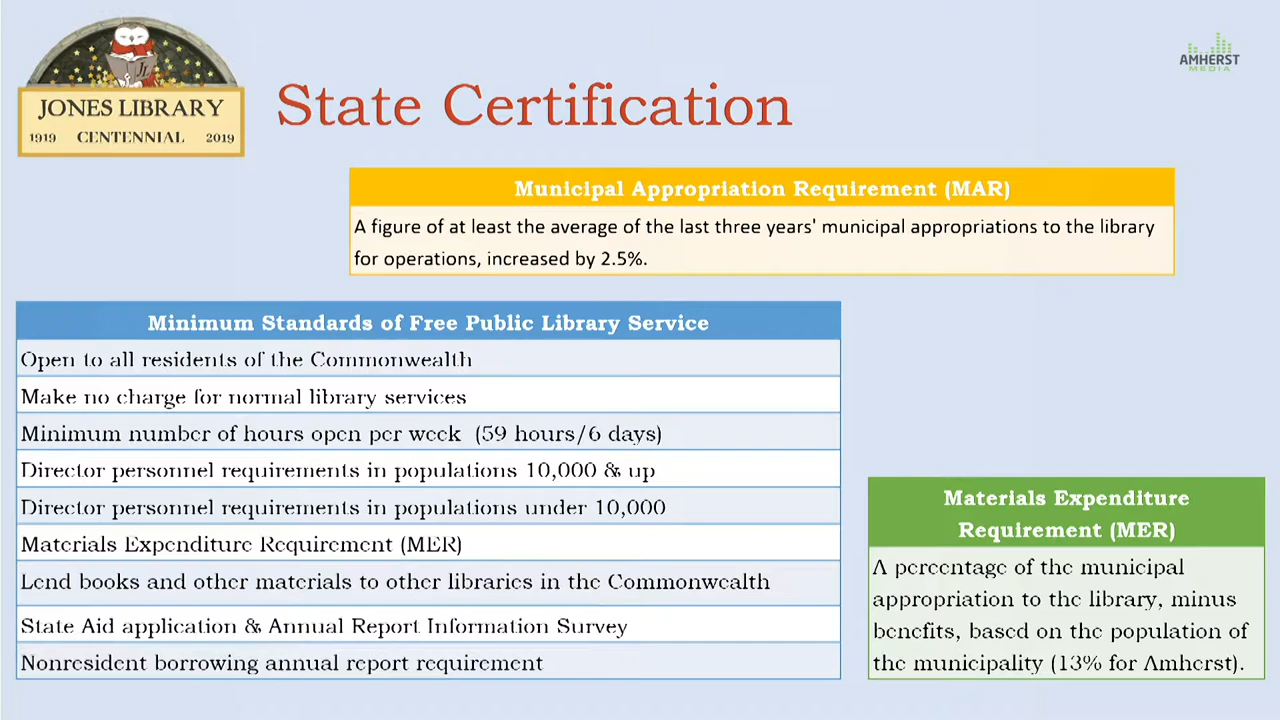 JL
JONES LIBRARY
1919 CENTENNIAL 2019
AMHERST
MEDIA
State Certification
Municipal Appropriation Requirement (MAR)
A figure of at least the average of the last three years' municipal appropriations to the library
for operations, increased by 2.5%.
Minimum Standards of Free Public Library Service
Open to all residents of the Commonwealth
Make no charge for normal library services
Minimum number of hours open per week (59 hours/6 days)
Director personnel requirements in populations 10,000 & up
Director personnel requirements in populations under 10,000
Materials Expenditure Requirement (MER)
Lend books and other materials to other libraries in the Commonwealth
State Aid application & Annual Report Information Survey
Nonresident borrowing annual report requirement
Materials Expenditure
Requirement (MER)
A percentage of the municipal
appropriation to the library, minus
benefits, based on the population of
the municipality (13% for Amherst).